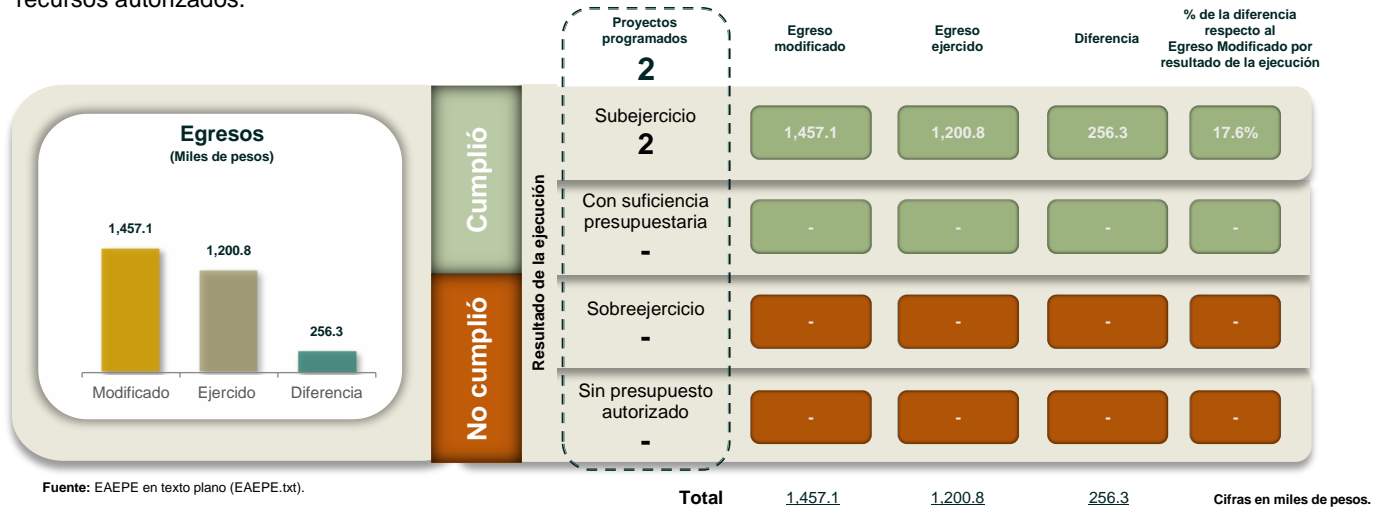 recursos autorizados.
Proyectos
programados
2
Egreso
modificado
Egreso
ejercido
Diferencia
% de la diferencia
respecto al
Egreso Modificado por
resultado de la ejecución
Egresos
(Miles de pesos)
1,457.1
1,200.8
256.3
Modificado
Ejercido
Diferencia
Cumplió
No cumplió
Resultado de la ejecución
Subejercicio
2
1,457.1
1,200.8
256.3
17.6%
Con suficiencia
presupuestaria
-
-
-
-
-
Sobreejercicio
-
-
-
-
-
Sin presupuesto
autorizado
-
-
-
-
-
Fuente: EAEPE en texto plano (EAEPE.txt).
Total
1,457.1
1,200.8
256.3
Cifras en miles de pesos.